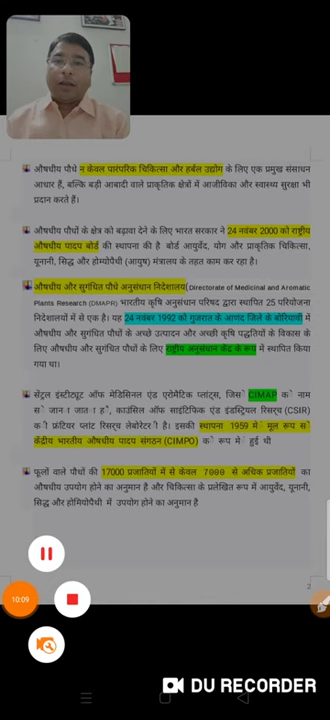 औषधीय पौधे न केवल पारंपरिक चिकित्सा और हर्बल उद्योग के लिए एक प्रमुख संसाधन
आधार हैं, बल्कि बड़ी आबादी वाले प्राकृतिक क्षेत्रों में आजीविका और स्वास्थ्य सुरक्षा भी
प्रदान करते हैं।
औषधीय पौधों के क्षेत्र को बढ़ावा देने के लिए भारत सरकार ने 24 नवंबर 2000 को राष्ट्रीय
औषधीय पादप बोर्ड की स्थापना की है बोर्ड आयुर्वेद, योग और प्राकृतिक चिकित्सा,
यूनानी, सिद्ध और होम्योपैथी (आयुष) मंत्रालय के तहत काम कर रहा है।
औषधीय और सुगंधित पौधे अनुसंधान निदेशालय(Directorate of Medicinal and Aromatic
Plants Research (DMAPR) भारतीय कृषि अनुसंधान परिषद द्वारा स्थापित 25 परियोजना
निदेशालयों में से एक है। यह 24 नवंबर 1992 को गुजरात के आणद जिले के बोरियावी में
औषधीय और सुगंधित पौधों के अच्छे उत्पादन और अच्छी कृषि पद्धतियों के विकास के
लिए औषधीय और सुगंधित पौधों के लिए राष्ट्रीय अनुसंधान केंद्र के रूप में स्थापित किया
गया था।
सेंट्रल इंस्टीट्यूट ऑफ मेडिसिनल एंड एरोमैटिक प्लांट्स, जिसे CIMAP के नाम
से जाना जाता है, काउंसिल ऑफ साइंटिफिक एंड इंडस्ट्रियल रिसर्च (CSIR)
की फ्रंटियर प्लांट रिसर्च लेबोरेटरी है। इसकी स्थापना 1959 में मूल रूप से
केंद्रीय भारतीय औषधीय पादप संगठन (CIMPO) के रूप में हुई थी
फूलों वाले पौधों की 17000 प्रजातियों में से केवल 7000 से अधिक प्रजातियों का
औषधीय उपयोग होने का अनुमान है और चिकित्सा के प्रलेखित रूप में आयुर्वेद, यूनानी,
सिद्ध और होमियोपैथी में उपयोग होने का अनुमान है
2
10:09
DU RECORDER